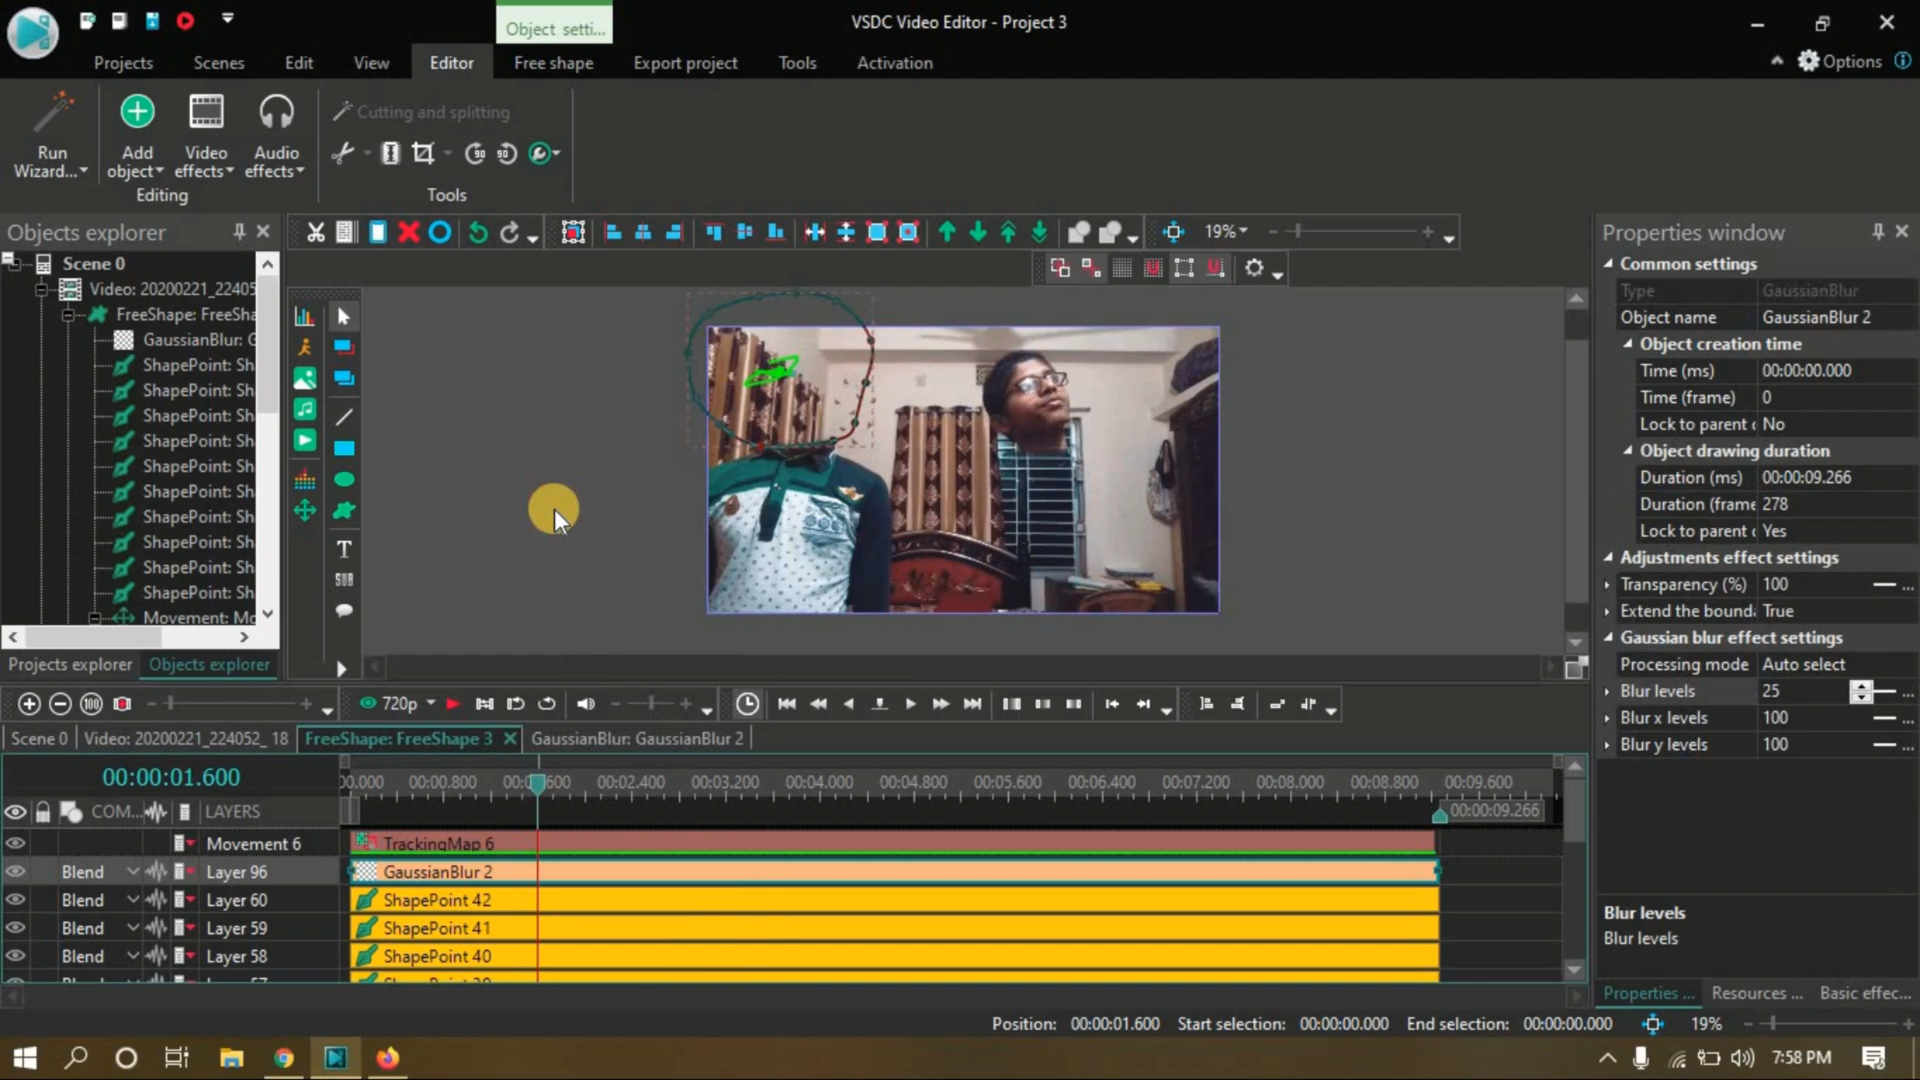 Object setti...
VSDC Video Editor - Project 3
Projects
Scenes
Edit
View
Editor
Free shape
Export project
Tools
Activation
Options
Run Wizard...
Add object
Video effects
Audio effects
Editing
Cutting and splitting
Tools
Objects explorer
19%
Properties window
Scene 0
Video: 20200221_22405
FreeShape: FreeSha
GaussianBlur: G
ShapePoint: Sh
ShapePoint: Sh
ShapePoint: Sh
ShapePoint: Sh
ShapePoint: Sh
ShapePoint: Sh
ShapePoint: Sh
ShapePoint: Sh
ShapePoint: Sh
ShapePoint: Sh
Movement: Mo
T
SUB
Projects explorer
Objects explorer
Common settings
Type GaussianBlur
Object name GaussianBlur 2
Object creation time
Time (ms) 00:00:00.000
Time (frame) 0
Lock to parent No
Object drawing duration
Duration (ms) 00:00:09.266
Duration (frame 278
Lock to parent Yes
Adjustments effect settings
Transparency (%) 100 ...
Extend the bound True
Gaussian blur effect settings
Processing mode Auto select
Blur levels 25 ...
Blur x levels 100 ...
Blur y levels 100 ...
720p
Scene 0
Video: 20200221_224052_ 18
FreeShape: FreeShape 3
GaussianBlur: GaussianBlur 2
00:00:01.600
00:00.800
02.400
00:02.400
00:03.200
00:04.000
00:04.800
00:05.600
00:06.400
00:07.200
00:08.000
00:08.800
00:09.600
00:00:09.266
COM... LAYERS
Movement 6 TrackingMap 6
Blend Layer 96 GaussianBlur 2
Blend Layer 60 ShapePoint 42
Blend Layer 59 ShapePoint 41
Blend Layer 58 ShapePoint 40
Blur levels
Blur levels
Properties ...
Resources ...
Basic effec...
Position: 00:00:01.600 Start selection: 00:00:00.000 End selection: 00:00:00.000 19%
7:58 PM